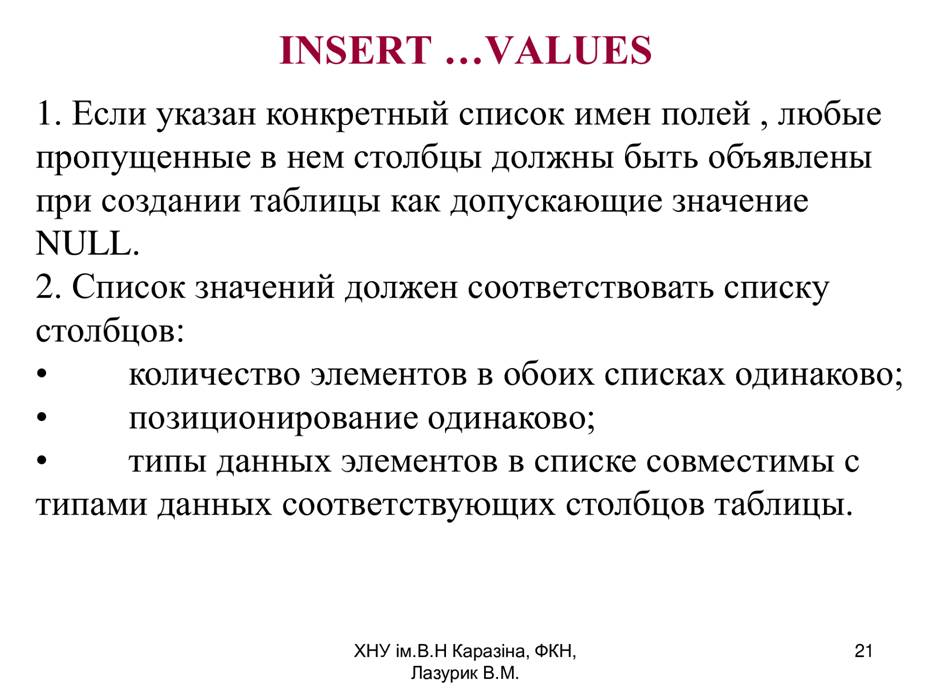 INSERT …VALUES
1. Если указан конкретный список имен полей , любые
пропущенные в нем столбцы должны быть объявлены
при создании таблицы как допускающие значение
NULL.
2. Список значений должен соответствовать списку
столбцов:
• количество элементов в обоих списках одинаково;
• позиционирование одинаково;
• типы данных элементов в списке совместимы с
типами данных соответствующих столбцов таблицы.
ХНУ ім.В.Н Каразіна, ФКН,
Лазурик В.М.
21